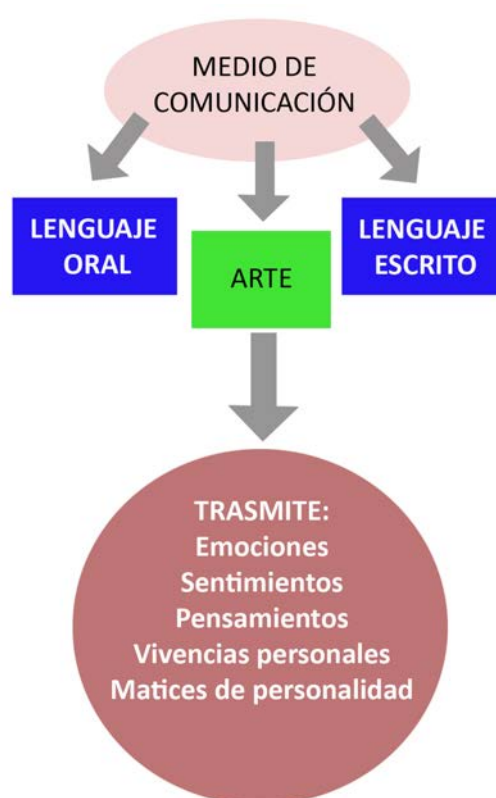 MEDIO DE
COMUNICACIÓN
LENGUAJE
ORAL
ARTE
LENGUAJE
ESCRITO
TRASMITE:
Emociones
Sentimientos
Pensamientos
Vivencias personales
Matices de personalidad